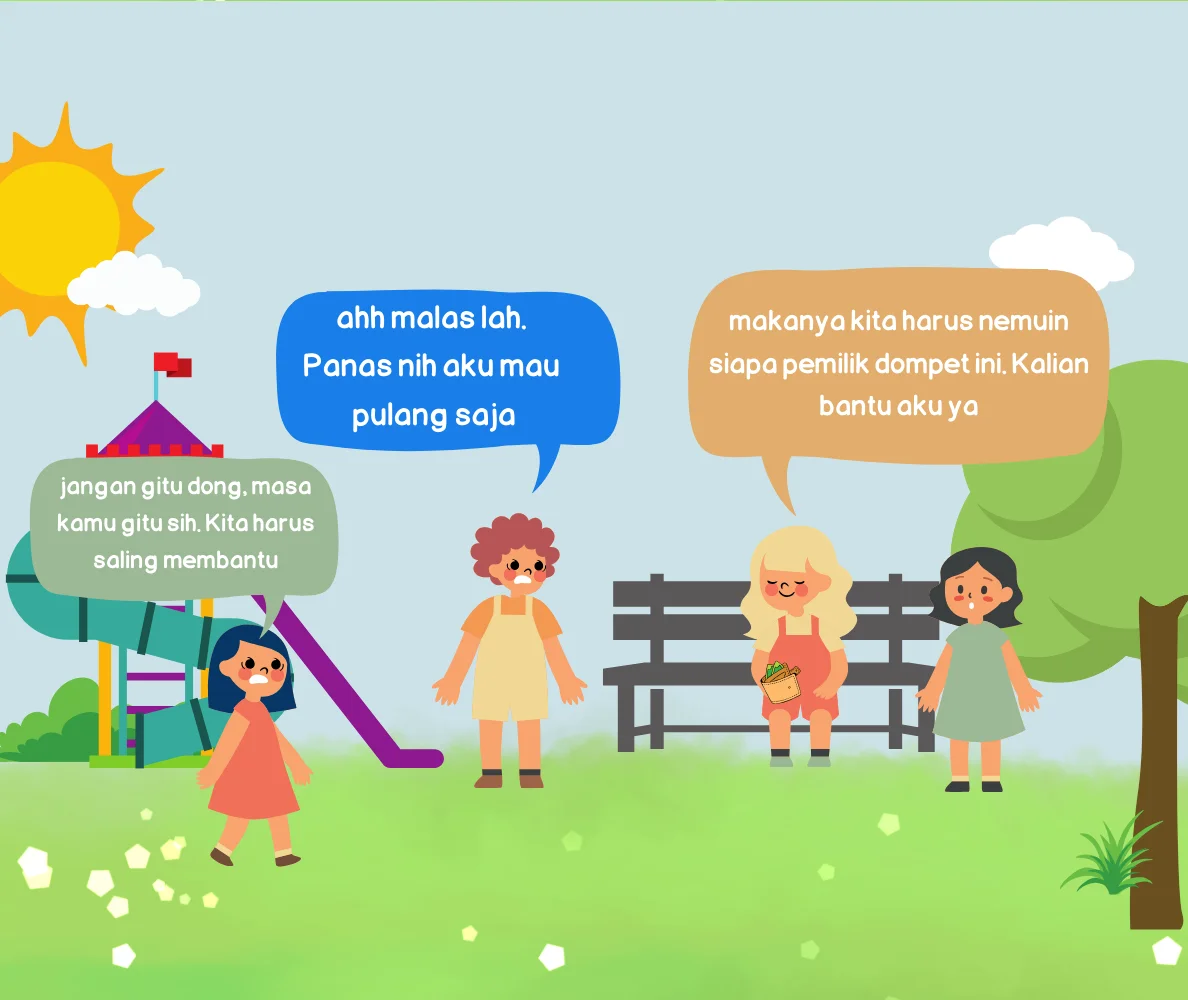 makanya kita harus nemuin
siapa pemilik dompet ini. Kalian
bantu aku ya
ahh malas lah.
Panas nih aku mau
pulang saja
jangan gitu dong, masa
kamu gitu sih. Kita harus
saling membantu